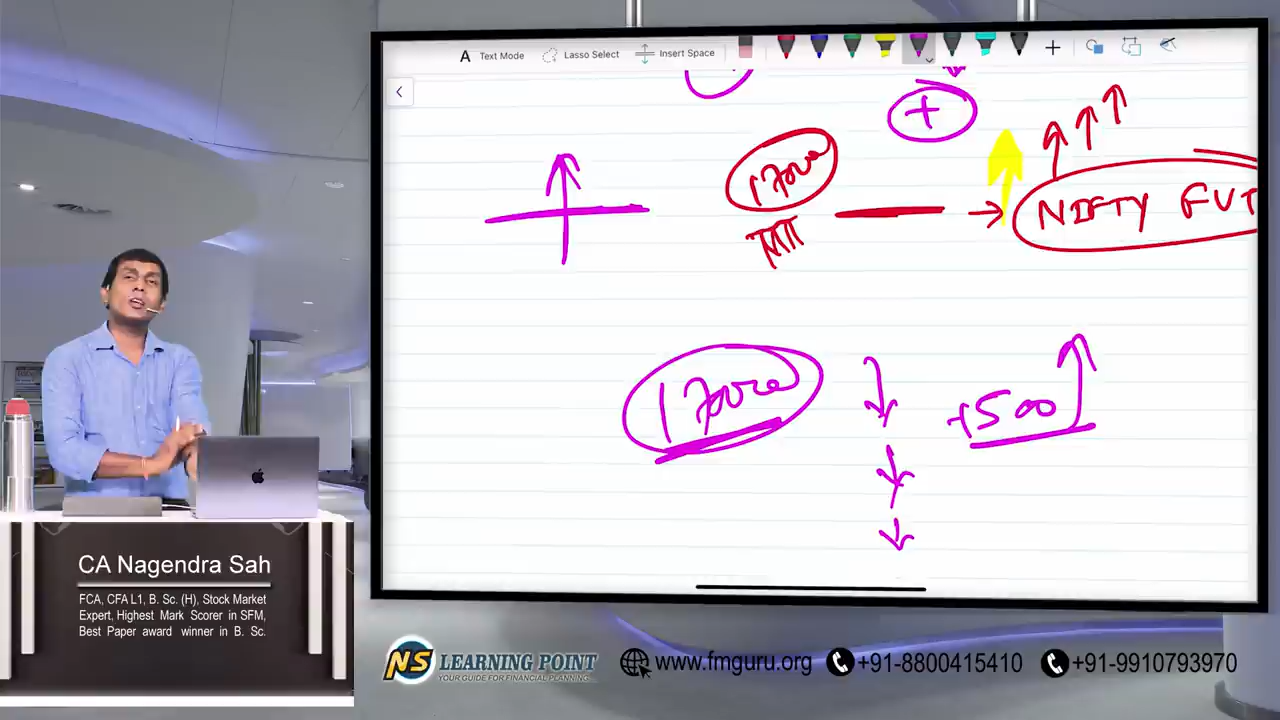 A Text Mode Lasso Select Insert Space
+
17000
NIFTY FUT
17000
+500
CA Nagendra Sah
FCA, CFA L1, B. Sc. (H), Stock Market
Expert, Highest Mark Scorer in SFM,
Best Paper award winner in B. Sc.
NS LEARNING POINT
YOUR GUIDE FOR FINANCIAL PLANNING...
www.fmguru.org
+91-8800415410
+91-9910793970